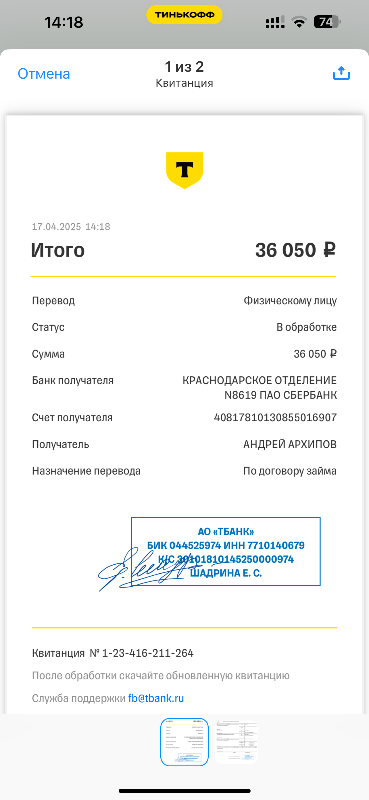 14:18
ТИНЬКОФФ
74
Отмена
1 из 2
Квитанция
Т
17.04.2025 14:18
Итого 36 050 ₽
Перевод Физическому лицу
Статус В обработке
Сумма 36 050 ₽
Банк получателя КРАСНОДАРСКОЕ ОТДЕЛЕНИЕ
N8619 ПАО СБЕРБАНК
Счет получателя 40817810130855016907
Получатель АНДРЕЙ АРХИПОВ
Назначение перевода По договору займа
АО «ТБАНК»
БИК 044525974 ИНН 7710140679
К/С 30101810145250000974
ШАДРИНА Е. С.
Квитанция № 1-23-416-211-264
После обработки скачайте обновленную квитанцию
Служба поддержки fb@tbank.ru